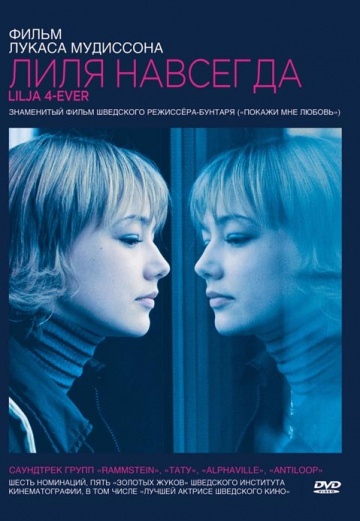 ФИЛЬМ
ЛУКАСА МУДИССОНА
ЛИЛЯ НАВСЕГДА
LILJA 4-EVER
ЗНАМЕНИТЫЙ ФИЛЬМ ШВЕДСКОГО РЕЖИССЁРА-БУНТАРЯ («ПОКАЖИ МНЕ ЛЮБОВЬ»)
САУНДТРЕК ГРУПП «RAMMSTEIN», «ТАТУ», «ALPHAVILLE», «ANTILOOP»
ШЕСТЬ НОМИНАЦИЙ, ПЯТЬ «ЗОЛОТЫХ ЖУКОВ» ШВЕДСКОГО ИНСТИТУТА
КИНЕМАТОГРАФИИ, В ТОМ ЧИСЛЕ «ЛУЧШЕЙ АКТРИСЕ ШВЕДСКОГО КИНО»
DVD
VIDEO